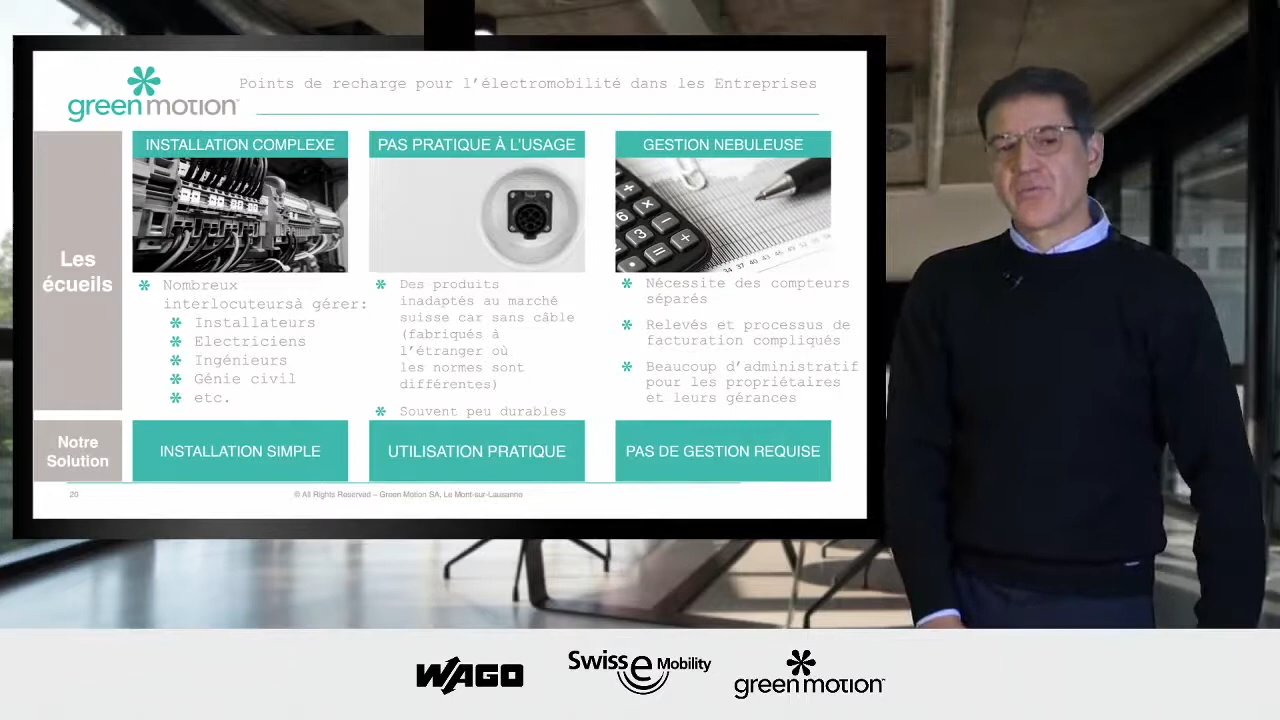 green motion
Points de recharge pour l'électromobilité dans les Entreprises
Les
écueils
INSTALLATION COMPLEXE
Nombreux
interlocuteursà gérer:
Installateurs
Electriciens
Ingénieurs
Génie civil
etc.
PAS PRATIQUE À L'USAGE
Des produits
inadaptés au marché
suisse car sans câble
(fabriqués à
l'étranger où
les normes sont
différentes)
Souvent peu durables
GESTION NEBULEUSE
Nécessite des compteurs
séparés
Relevés et processus de
facturation compliqués
Beaucoup d'administratif
pour les propriétaires
et leurs gérances
Notre
Solution
INSTALLATION SIMPLE
UTILISATION PRATIQUE
PAS DE GESTION REQUISE
20
© All Rights Reserved – Green Motion SA, Le Mont-sur-Lausanne
WAGO
Swiss e Mobility
green motion